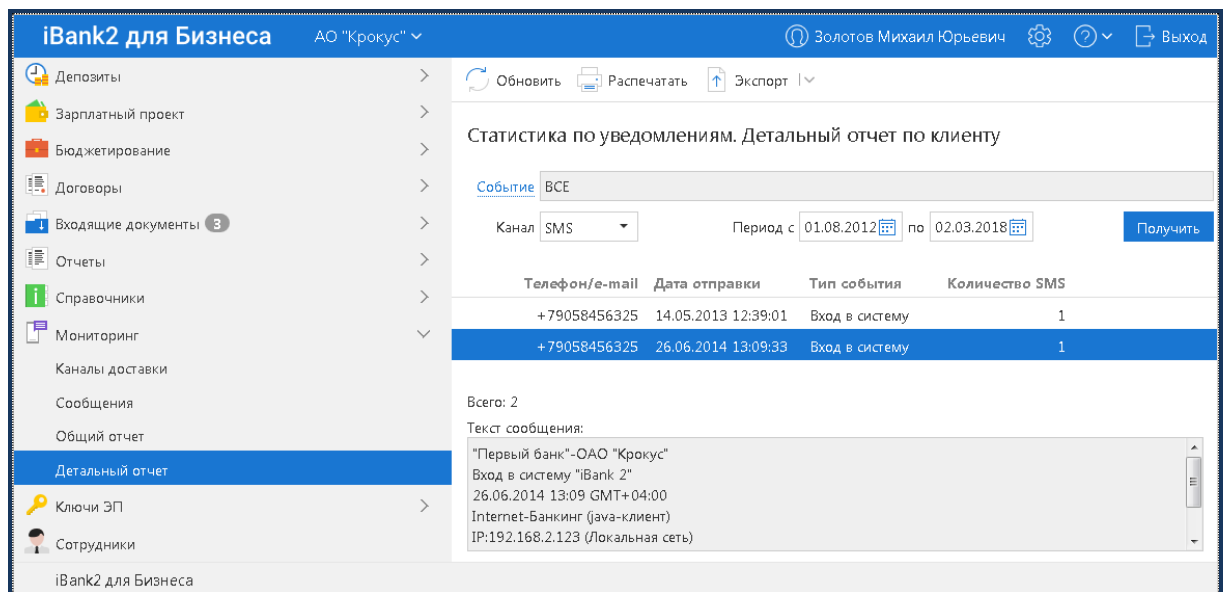 iBank2 для Бизнеса
АО "Крокус"
Золотов Михаил Юрьевич
Выход
Депозиты
Зарплатный проект
Бюджетирование
Договоры
Входящие документы 3
Отчеты
Справочники
Мониторинг
Каналы доставки
Сообщения
Общий отчет
Детальный отчет
Ключи ЭП
Сотрудники
iBank2 для Бизнеса
Обновить Распечатать Экспорт
Статистика по уведомлениям. Детальный отчет по клиенту
Событие ВСЕ
Канал SMS Период с 01.08.2012 по 02.03.2018 Получить
Телефон/e-mail Дата отправки Тип события Количество SMS
+79058456325 14.05.2013 12:39:01 Вход в систему 1
+79058456325 26.06.2014 13:09:33 Вход в систему 1
Всего: 2
Текст сообщения:
"Первый банк"-ОАО "Крокус"
Вход в систему "iBank 2"
26.06.2014 13:09 GMT+04:00
Internet-Банкинг (java-клиент)
IP:192.168.2.123 (Локальная сеть)